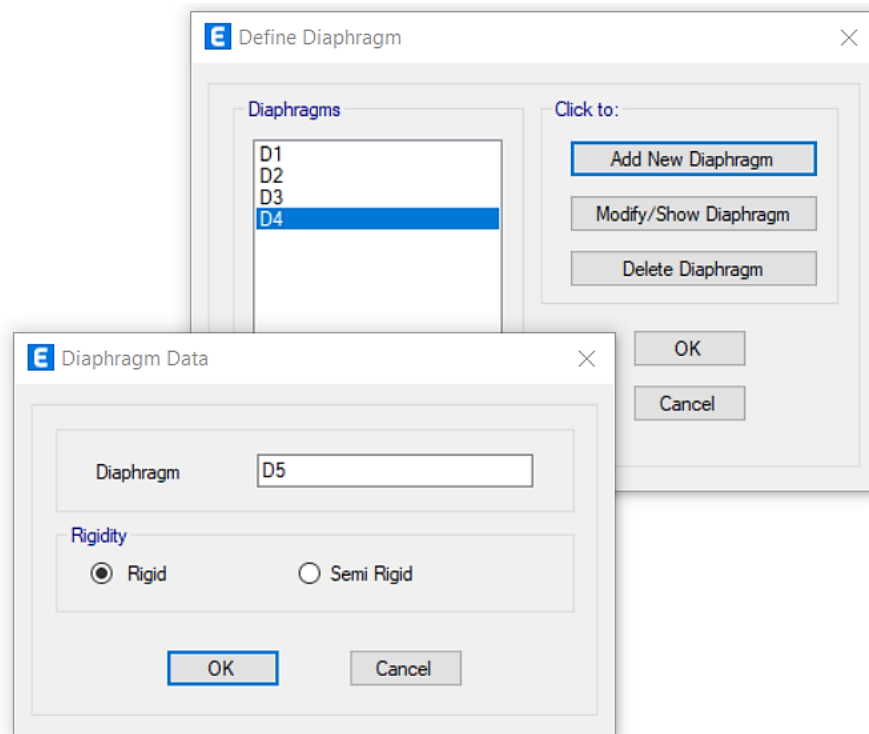 E Define Diaphragm
Diaphragms
D1
D2
D3
D4
Click to:
Add New Diaphragm
Modify/Show Diaphragm
Delete Diaphragm
OK
Cancel
E Diaphragm Data
Diaphragm D5
Rigidity
Rigid Semi Rigid
OK Cancel